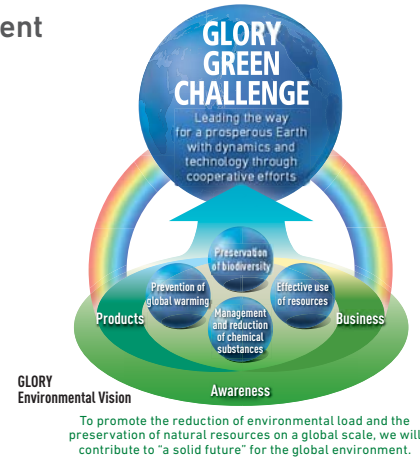 ent
GLORY
GREEN
CHALLENGE
Leading the way
for a prosperous Earth
with dynamics and
technology through
cooperative efforts
Preservation
of biodiversity
Prevention of
global warming
Effective use
of resources
Management
and reduction
of chemical
substances
Products
Business
Awareness
GLORY
Environmental Vision
To promote the reduction of environmental load and the
preservation of natural resources on a global scale, we will
contribute to “a solid future” for the global environment.